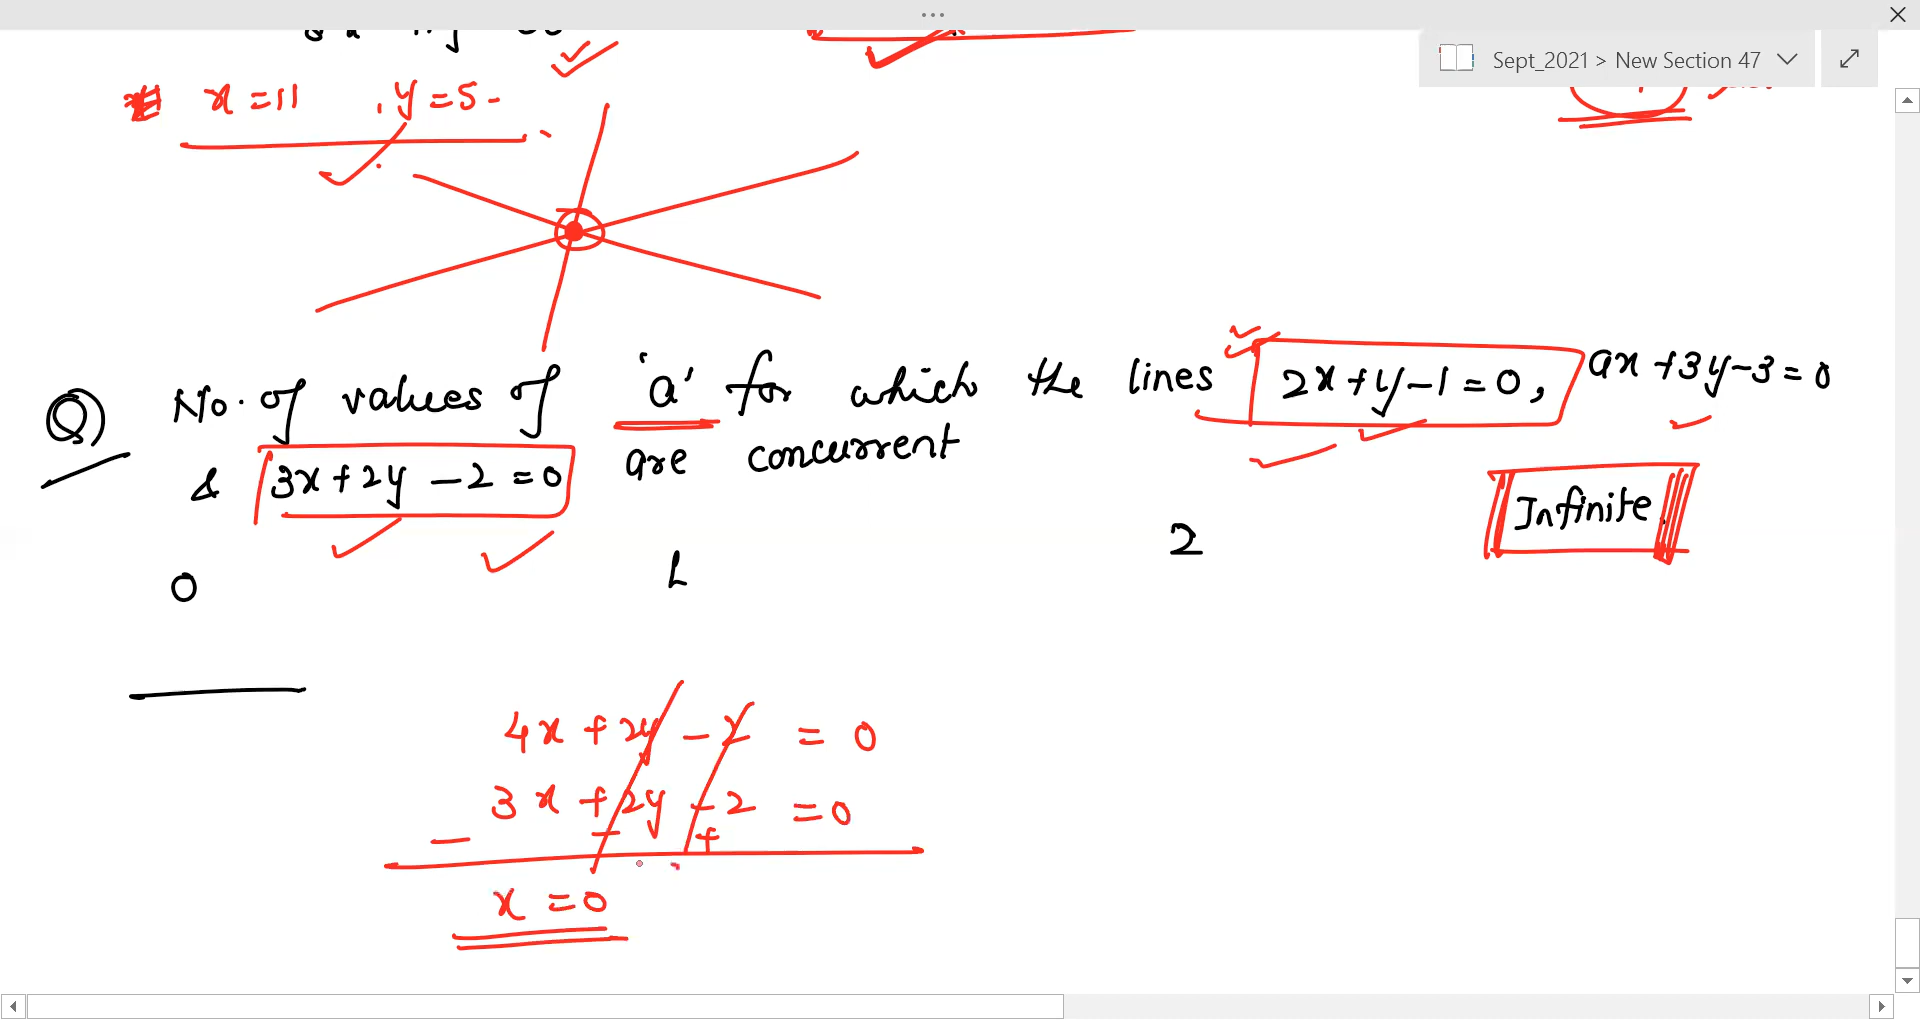 Sept_2021 > New Section 47
x = 11 , y = 5
Q No. of values of 'a' for which the lines 2x + y - 1 = 0, ax + 3y - 3 = 0
& 3x + 2y - 2 = 0 are concurrent
0 1 2 Infinite
4x + 2y - 2 = 0
3x + 2y - 2 = 0
- - +
x = 0